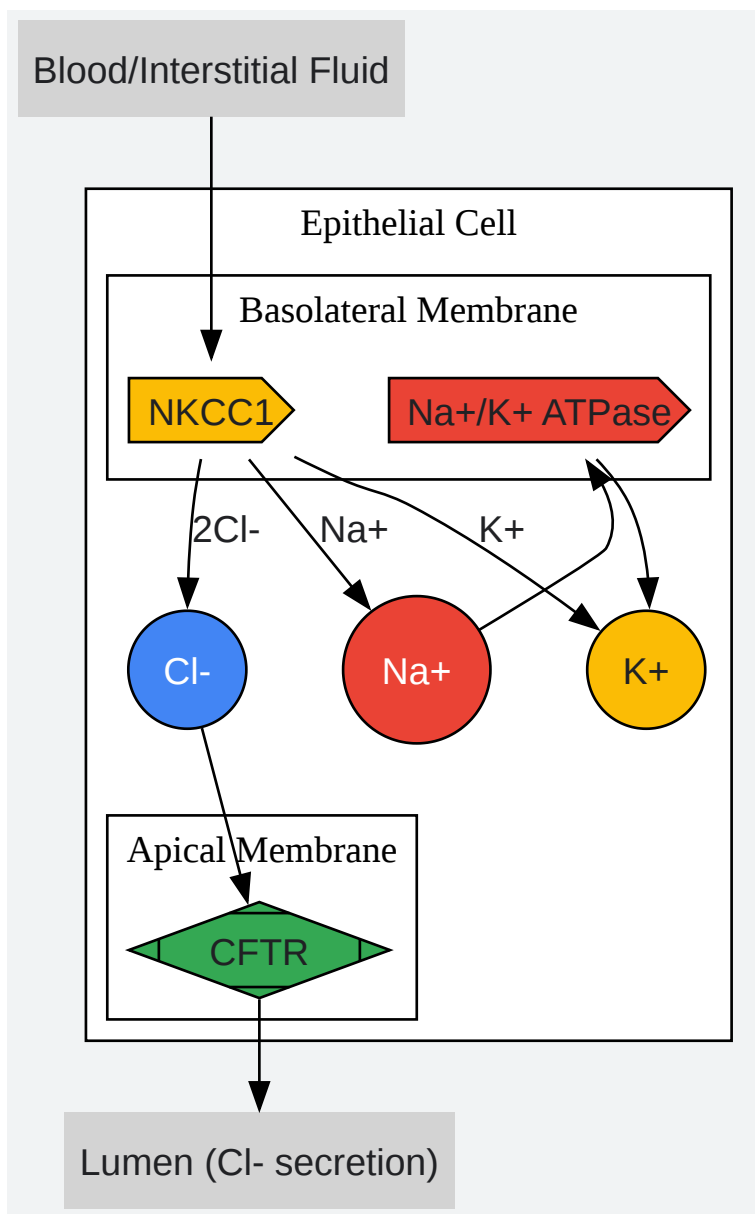 Blood/Interstitial Fluid
Epithelial Cell
Basolateral Membrane
NKCC1
Na+/K+ ATPase
2Cl-
Na+
K+
Cl-
Na+
K+
Apical Membrane
CFTR
Lumen (Cl- secretion)